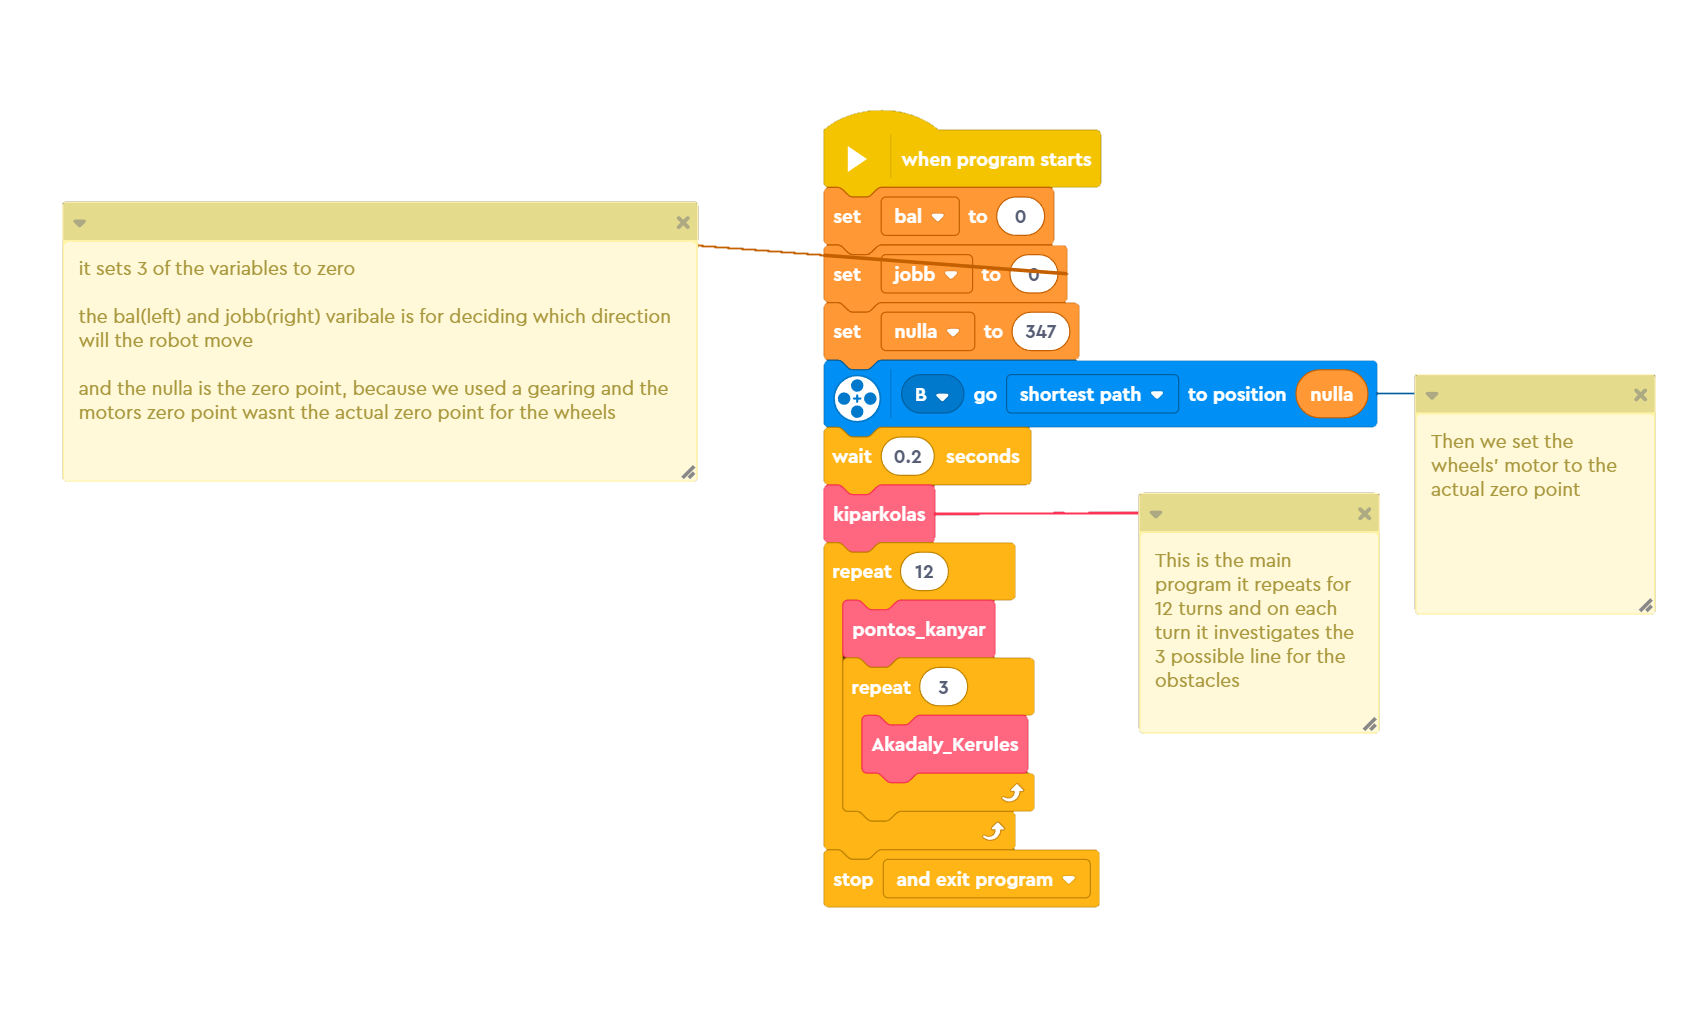 when program starts
set bal to 0
it sets 3 of the variables to zero
the bal(left) and jobb(right) varibale is for deciding which direction
will the robot move
and the nulla is the zero point, because we used a gearing and the
motors zero point wasnt the actual zero point for the wheels
set jobb to 0
set nulla to 347
B go shortest path to position nulla
Then we set the
wheels' motor to the
actual zero point
wait 0.2 seconds
kiparkolas
This is the main
program it repeats for
12 turns and on each
turn it investigates the
3 possible line for the
obstacles
repeat 12
pontos_kanyar
repeat 3
Akadaly_Kerules
stop and exit program